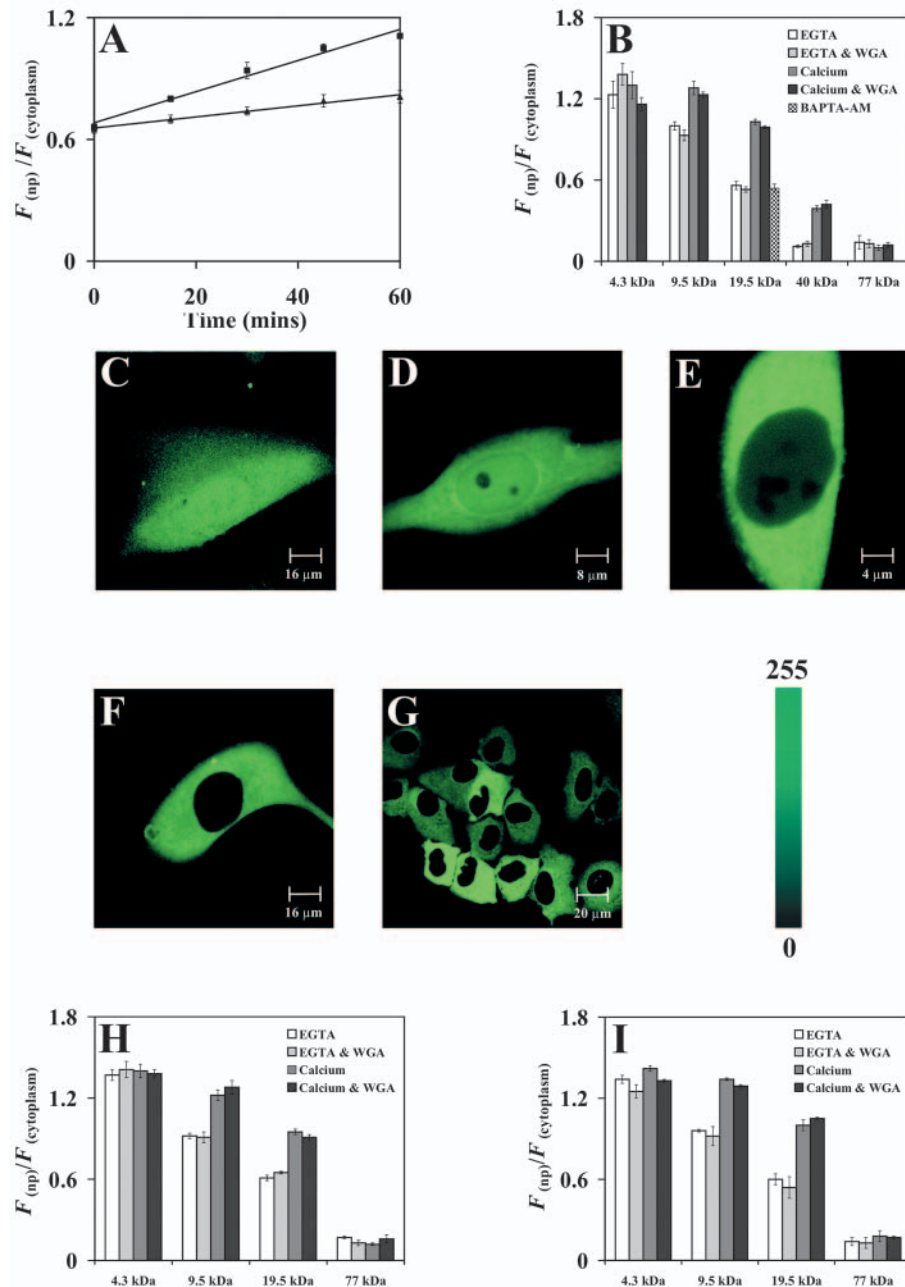 A
1.2
0.6
0
F (np) / F (cytoplasm)
0 20 40 60
Time (mins)
B
1.8
1.2
0.6
0
F (np) / F (cytoplasm)
EGTA
EGTA & WGA
Calcium
Calcium & WGA
BAPTA-AM
4.3 kDa 9.5 kDa 19.5 kDa 40 kDa 77 kDa
C
16 µm
D
8 µm
E
4 µm
F
16 µm
G
20 µm
255
0
H
1.8
1.2
0.6
0
F (np) / F (cytoplasm)
EGTA
EGTA & WGA
Calcium
Calcium & WGA
4.3 kDa 9.5 kDa 19.5 kDa 77 kDa
I
1.8
1.2
0.6
0
F (np) / F (cytoplasm)
EGTA
EGTA & WGA
Calcium
Calcium & WGA
4.3 kDa 9.5 kDa 19.5 kDa 77 kDa